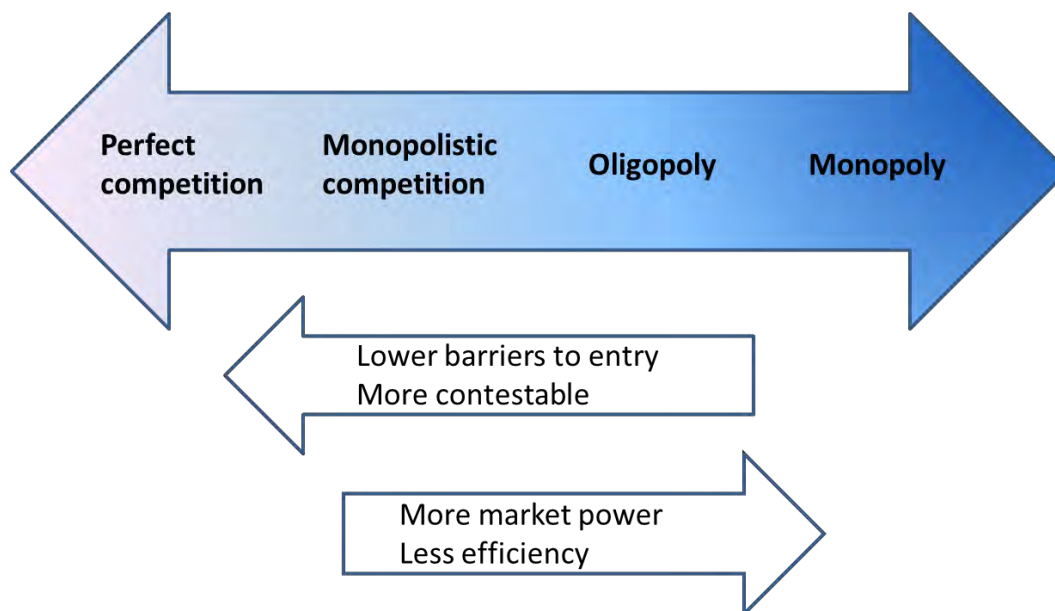 Perfect
competition
Monopolistic
competition
Oligopoly
Monopoly
Lower barriers to entry
More contestable
More market power
Less efficiency